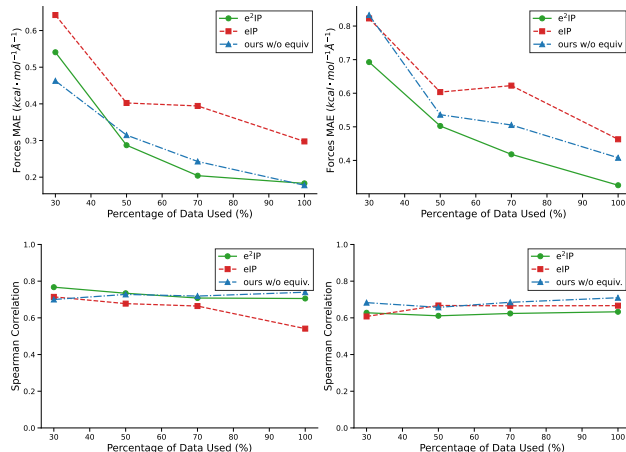 0.6
0.5
0.4
0.3
0.2
30
40
50
60
70
80
90
100
Percentage of Data Used (%)
Forces MAE (kcal·mol⁻¹Å⁻¹)
e²IP
eIP
ours w/o equiv.
0.8
0.7
0.6
0.5
0.4
30
40
50
60
70
80
90
100
Percentage of Data Used (%)
Forces MAE (kcal·mol⁻¹Å⁻¹)
e²IP
eIP
ours w/o equiv
1.0
0.8
0.6
0.4
0.2
0.0
30
40
50
60
70
80
90
100
Percentage of Data Used (%)
Spearman Correlation
e²IP
eIP
ours w/o equiv.
1.0
0.8
0.6
0.4
0.2
0.0
30
40
50
60
70
80
90
100
Percentage of Data Used (%)
Spearman Correlation
e²IP
eIP
ours w/o equiv.